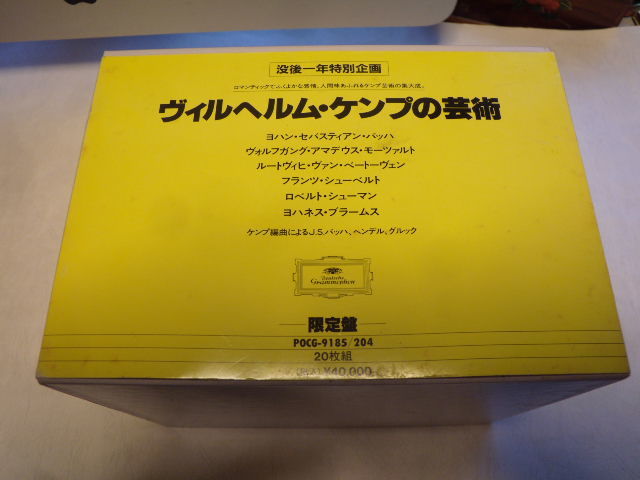 没後一年特別企画
ロマンティックでふくよかな響情。人間味あふれるケンプ芸術の集大成。
ヴィルヘルム・ケンプの芸術
ヨハン・セバスティアン・バッハ
ヴォルフガング・アマデウス・モーツァルト
ルートヴィヒ・ヴァン・ベートーヴェン
フランツ・シューベルト
ロベルト・シューマン
ヨハネス・ブラームス
ケンプ編曲によるJ.S.バッハ、ヘンデル、グルック
Deutsche
Grammophon
限定盤
POCG-9185/204
20枚組
(税込)¥40,000